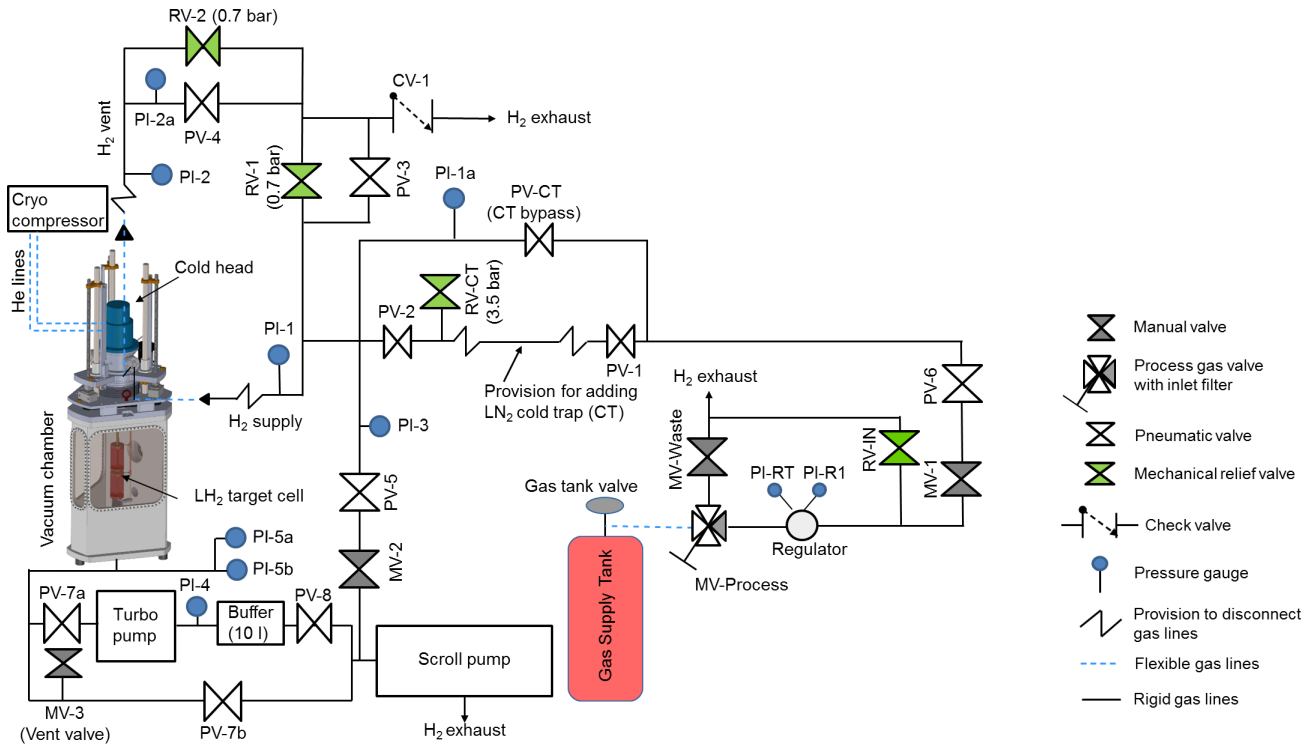 RV-2 (0.7 bar)
PI-2a
PV-4
H₂ vent
PI-2
CV-1
H₂ exhaust
RV-1
(0.7 bar)
PV-3
PI-1a
PV-CT
(CT bypass)
Cryo
compressor
He lines
Cold head
RV-CT
(3.5 bar)
PV-2
PI-1
PV-1
Provision for adding
LN₂ cold trap (CT)
H₂ supply
PI-3
Vacuum chamber
LH₂ target cell
PV-5
MV-2
H₂ exhaust
PV-6
MV-Waste
RV-IN
MV-1
PI-RT
PI-R1
Regulator
Gas tank valve
MV-Process
Gas Supply Tank
PI-5a
PI-5b
PV-7a
Turbo
pump
PI-4
Buffer
(10 l)
PV-8
Scroll pump
MV-3
(Vent valve)
PV-7b
H₂ exhaust
Manual valve
Process gas valve
with inlet filter
Pneumatic valve
Mechanical relief valve
Check valve
Pressure gauge
Provision to disconnect
gas lines
Flexible gas lines
Rigid gas lines